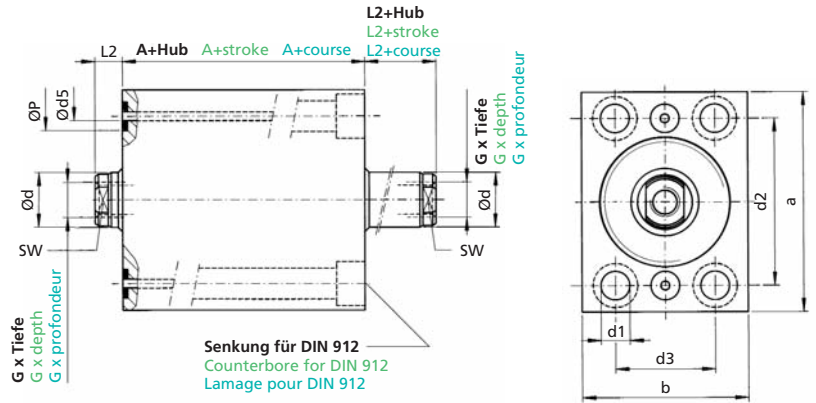 L2+Hub
L2+stroke
L2+course
L2
A+Hub
A+stroke
A+course
ØP
Ød5
Ød
SW
G x Tiefe
G x depth
G x profondeur
G x Tiefe
G x depth
G x profondeur
Ød
SW
Senkung für DIN 912
Counterbore for DIN 912
Lamage pour DIN 912
d2
a
d1
d3
b